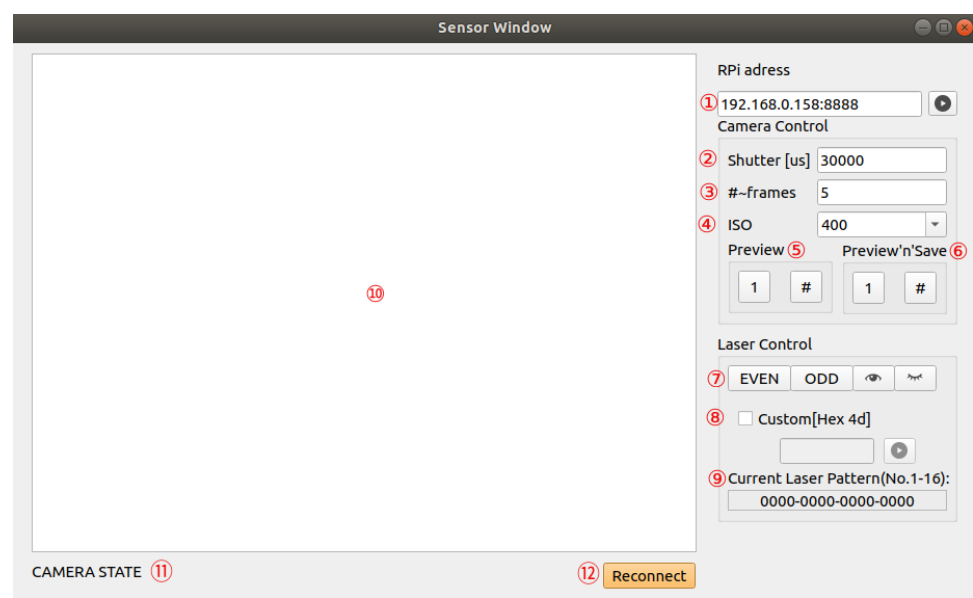 Sensor Window
RPi adress
① 192.168.0.158:8888
Camera Control
② Shutter [us] 30000
③ #~frames 5
④ ISO 400
Preview ⑤ Preview'n'Save ⑥
1 # 1 #
⑩
Laser Control
⑦ EVEN ODD
⑧ Custom[Hex 4d]
⑨ Current Laser Pattern(No.1-16):
0000-0000-0000-0000
CAMERA STATE ⑪
⑫ Reconnect